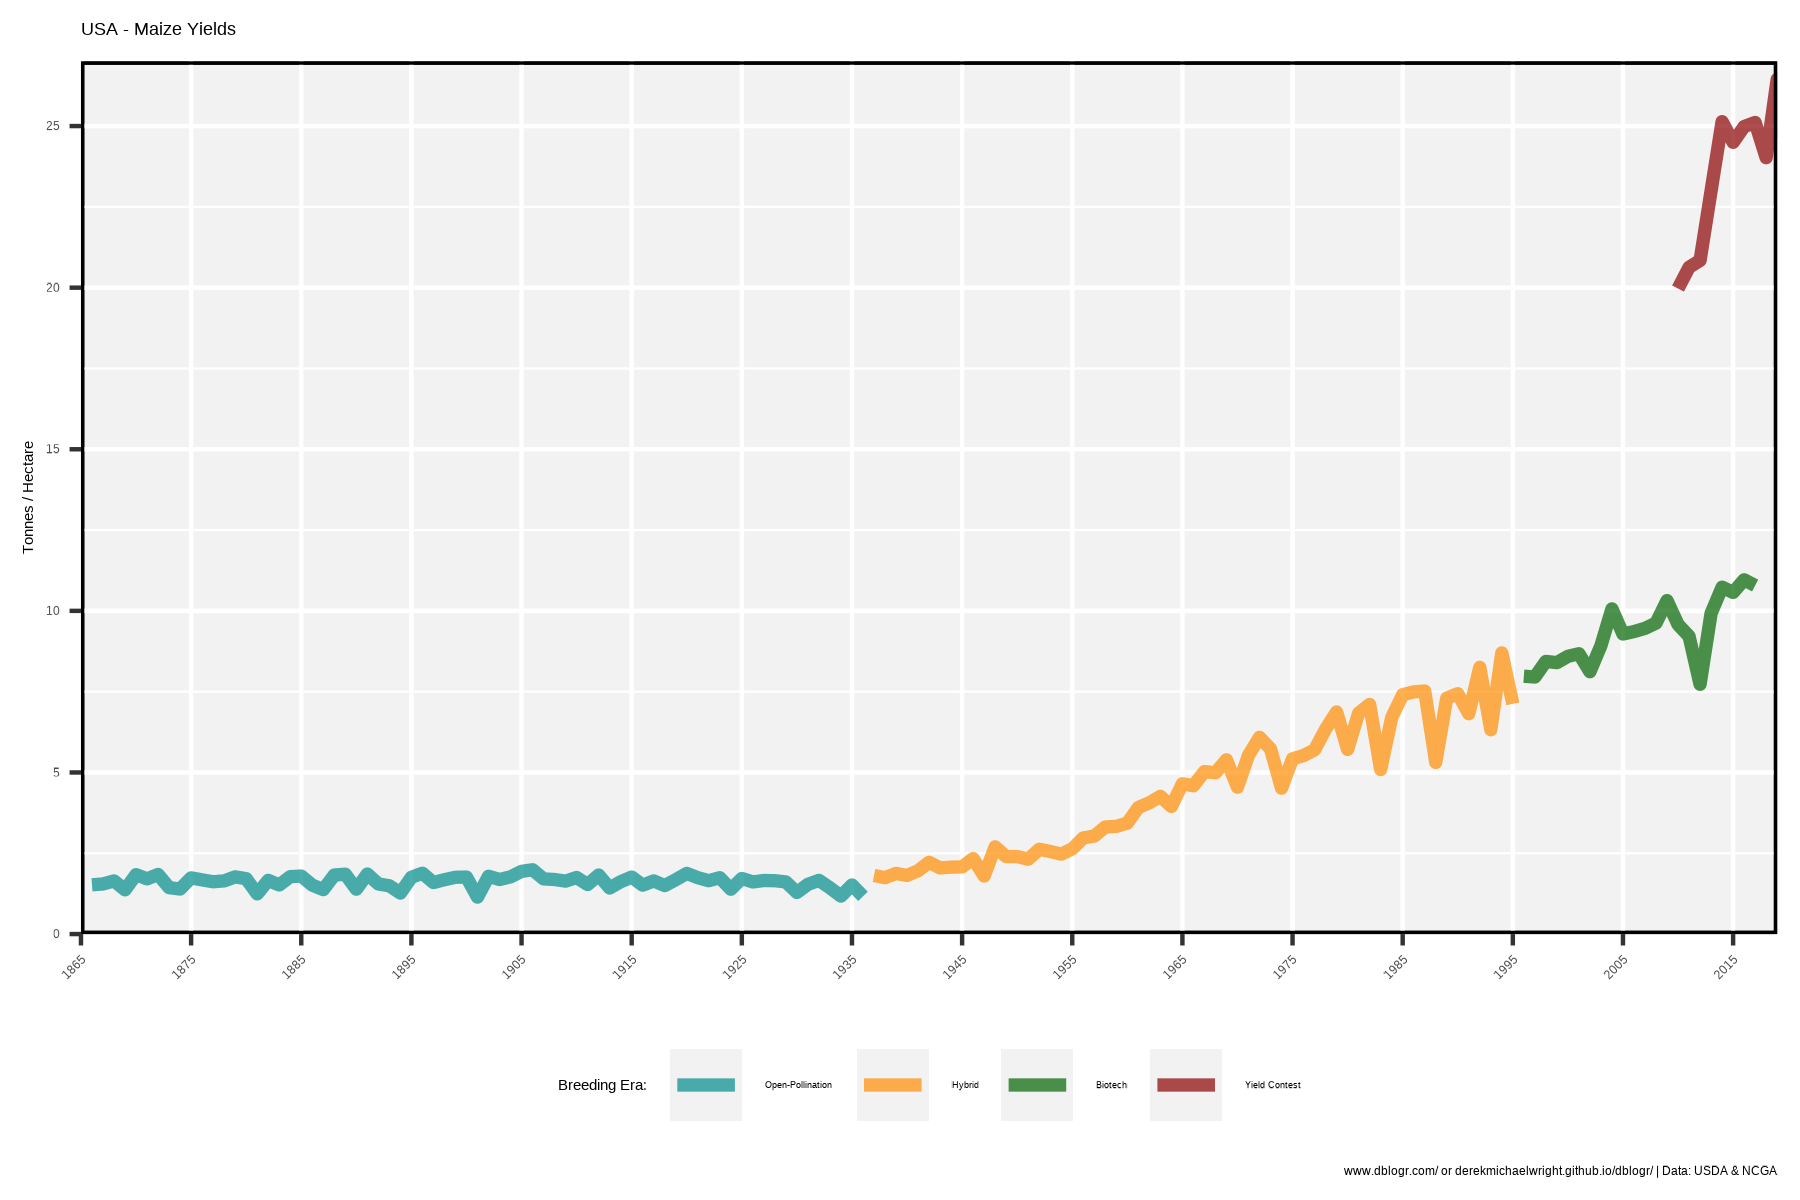 USA - Maize Yields
Tonnes / Hectare
25
20
15
10
5
0
1865
1875
1885
1895
1905
1915
1925
1935
1945
1955
1965
1975
1985
1995
2005
2015
Breeding Era:
Open-Pollination
Hybrid
Biotech
Yield Contest
www.dblogr.com/ or derekmichaelwright.github.io/dblogr/ | Data: USDA & NCGA